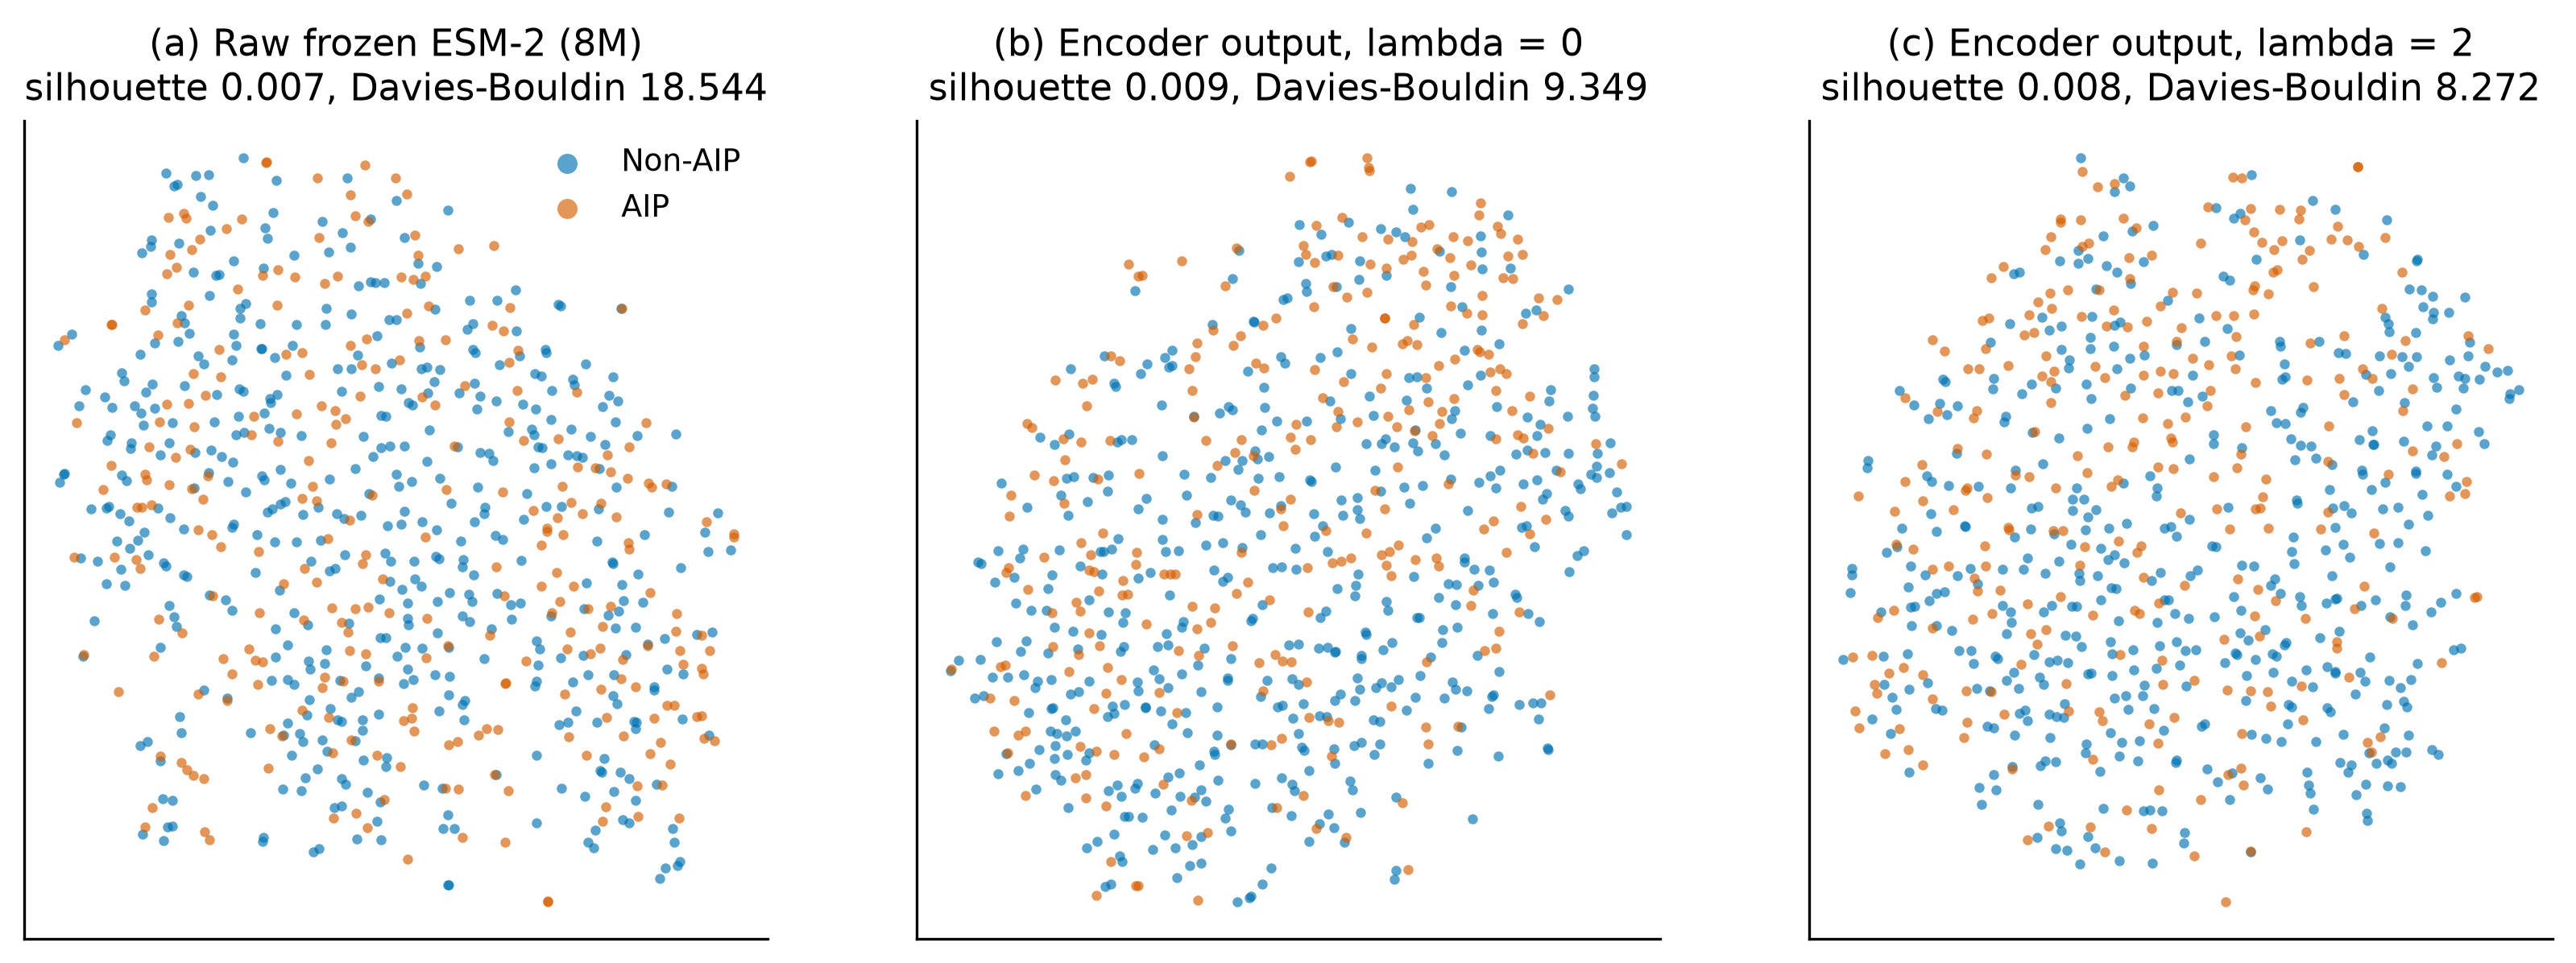 (a) Raw frozen ESM-2 (8M)
silhouette 0.007, Davies-Bouldin 18.544
Non-AIP
AIP
(b) Encoder output, lambda = 0
silhouette 0.009, Davies-Bouldin 9.349
(c) Encoder output, lambda = 2
silhouette 0.008, Davies-Bouldin 8.272